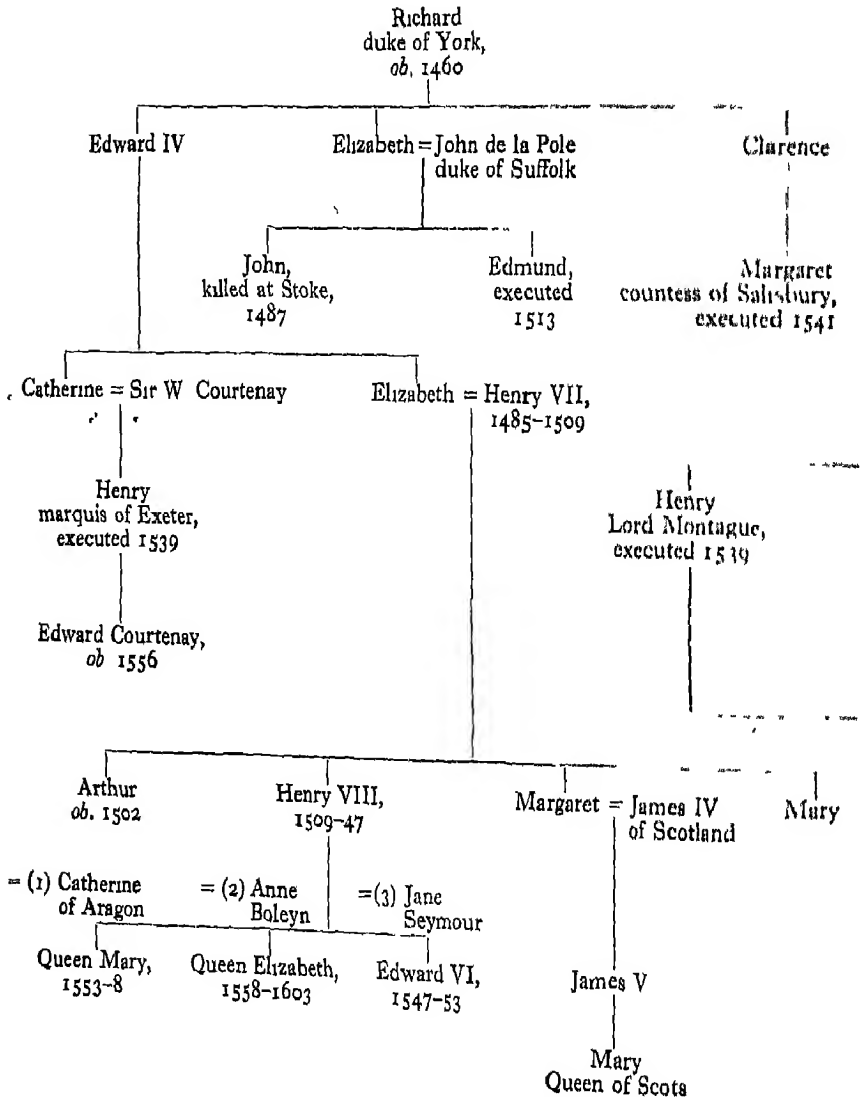 Richard
duke of York,
ob. 1460
Edward IV
Elizabeth = John de la Pole
duke of Suffolk
Clarence
John,
killed at Stoke,
1487
Edmund,
executed
1513
Margaret
countess of Salisbury,
executed 1541
Catherine = Sir W Courtenay
Elizabeth = Henry VII,
1485-1509
Henry
marquis of Exeter,
executed 1539
Henry
Lord Montague,
executed 1539
Edward Courtenay,
ob 1556
Arthur
ob. 1502
Henry VIII,
1509-47
Margaret = James IV
of Scotland
Mary
= (1) Catherine
of Aragon
= (2) Anne
Boleyn
=(3) Jane
Seymour
Queen Mary,
1553-8
Queen Elizabeth,
1558-1603
Edward VI,
1547-53
James V
Mary
Queen of Scots